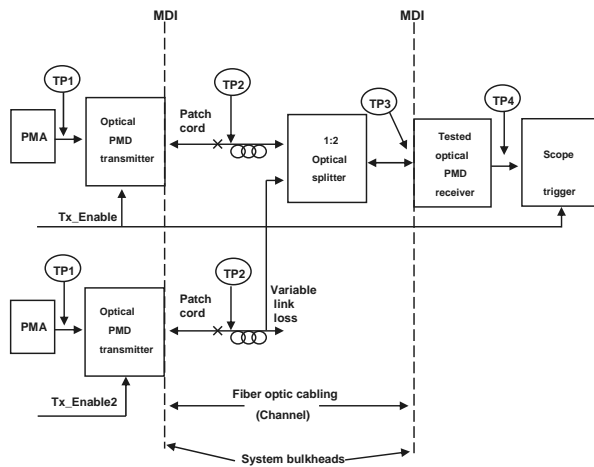 MDI
MDI
TP1
TP2
TP3
TP4
PMA
Optical
PMD
transmitter
Patch
cord
1:2
Optical
splitter
Tested
optical
PMD
receiver
Scope
trigger
Tx_Enable
TP1
TP2
PMA
Optical
PMD
transmitter
Patch
cord
Variable
link
loss
Tx_Enable2
Fiber optic cabling
(Channel)
System bulkheads